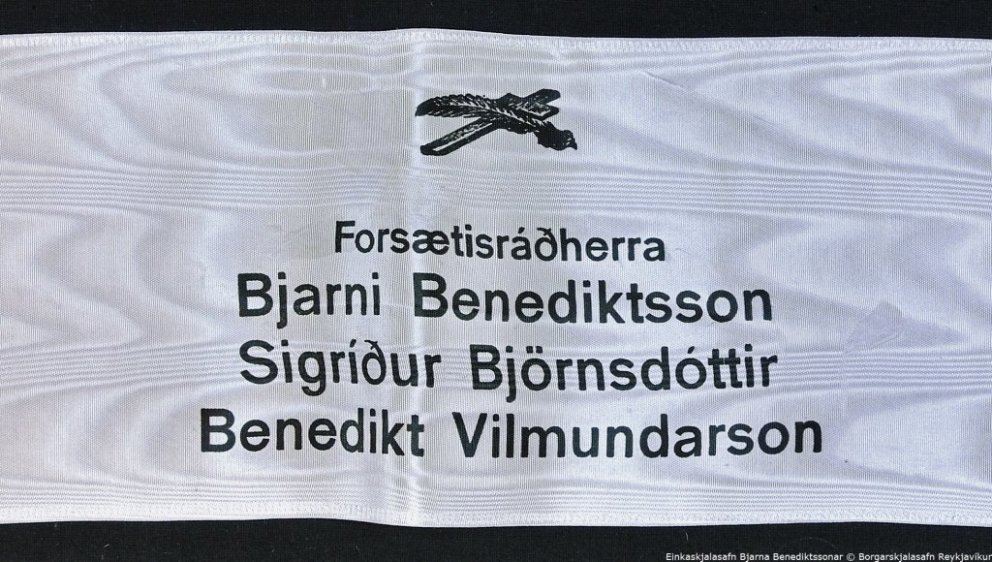 Forsætisráðherra
Bjarni Benediktsson
Sigríður Björnsdóttir
Benedikt Vilmundarson
Einkaskjalasafn Bjarna Benediktssonar © Borgarskjalasafn Reykjavíkur